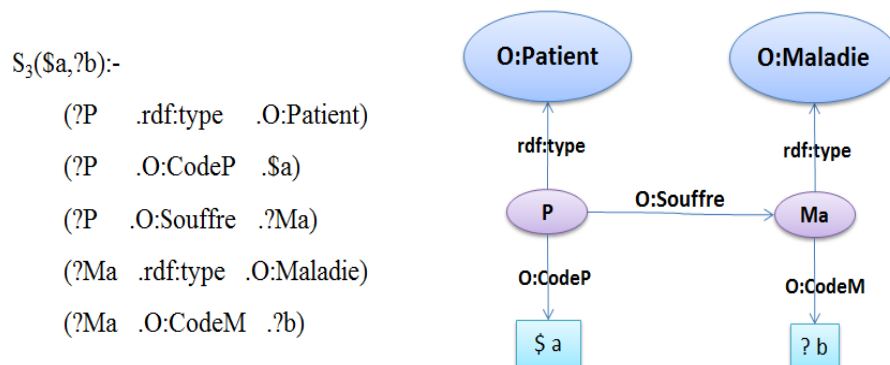 S₃($a,?b):-
(?P .rdf:type .O:Patient)
(?P .O:CodeP .$a)
(?P .O:Souffre .?Ma)
(?Ma .rdf:type .O:Maladie)
(?Ma .O:CodeM .?b)
O:Patient O:Maladie
rdf:type rdf:type
P O:Souffre Ma
O:CodeP O:CodeM
$ a ? b